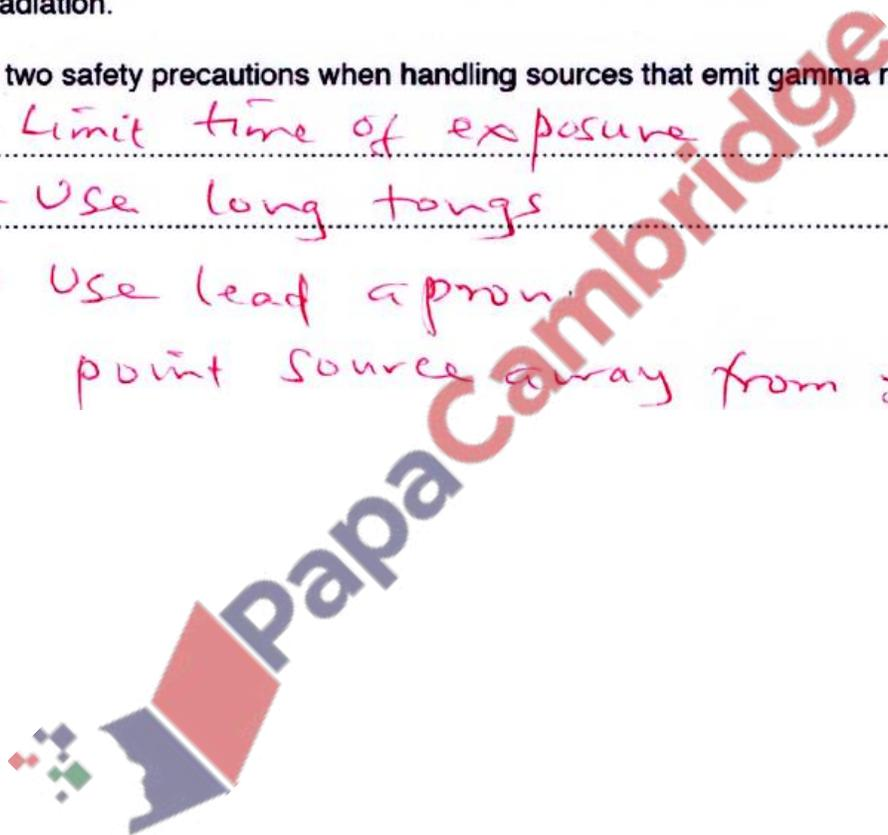 adiation.
two safety precautions when handling sources that emit gamma r
Limit time of exposure
- Use long tongs
Use lead apron.
point source away from
PapaCambridge